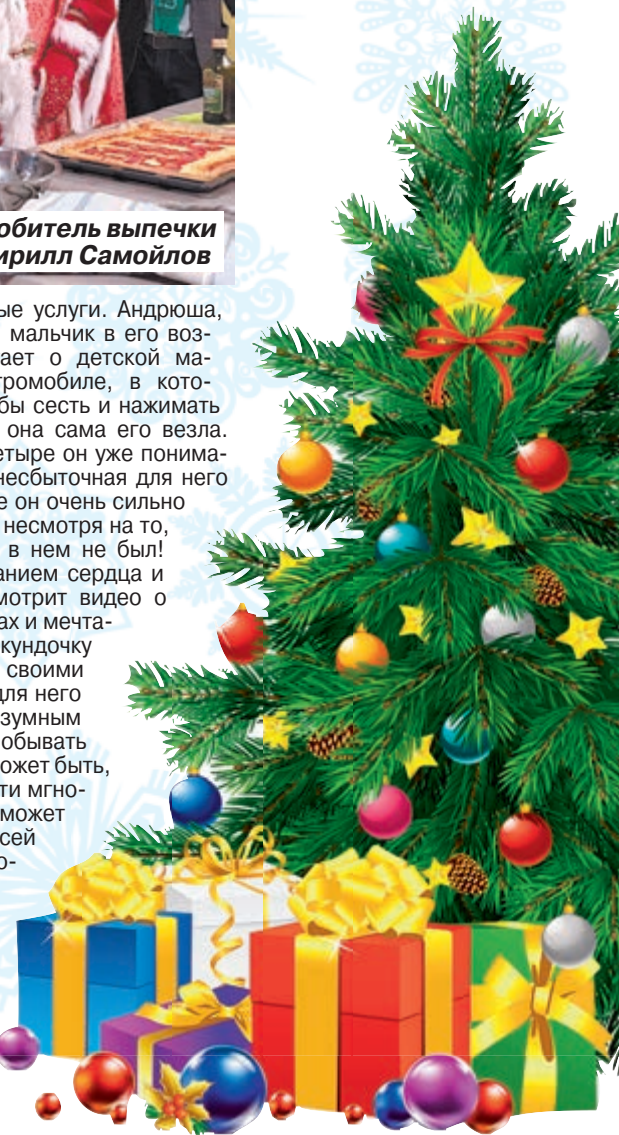 обитель выпечки
ирилл Самойлов
ые услуги. Андрюша,
мальчик в его воз-
ает о детской ма-
тромобиле, в кото-
бы сесть и нажимать
она сама его везла.
етыре он уже понима-
несбыточная для него
е он очень сильно
несмотря на то,
в нем не был!
анием сердца и
мотрит видео о
ах и мечта-
кундочку
своими
для него
зумным
обывать
ожет быть,
ти мгно-
может
сей
о-